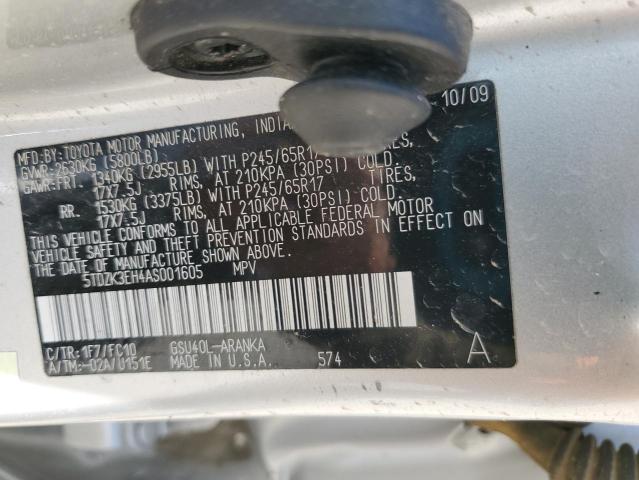 MFD.BY:TOYOTA MOTOR MANUFACTURING, INDIANA 10/09
GVWR:2630KG (5800LB)
GAWR:FRT. 1340KG (2955LB) WITH P245/65R17
17X7.5J RIMS, AT 210KPA (30PSI) COLD.
RR. 1530KG (3375LB) WITH P245/65R17 TIRES,
17X7.5J RIMS, AT 210KPA (30PSI) COLD.
THIS VEHICLE CONFORMS TO ALL APPLICABLE FEDERAL MOTOR
VEHICLE SAFETY AND THEFT PREVENTION STANDARDS IN EFFECT ON
THE DATE OF MANUFACTURE SHOWN ABOVE.
5TDZK3EH4AS001605 MPV
C/TR:1F7/FC10 GSU40L-ARANKA
A/TM:-02A/U151E MADE IN U.S.A. 574 A